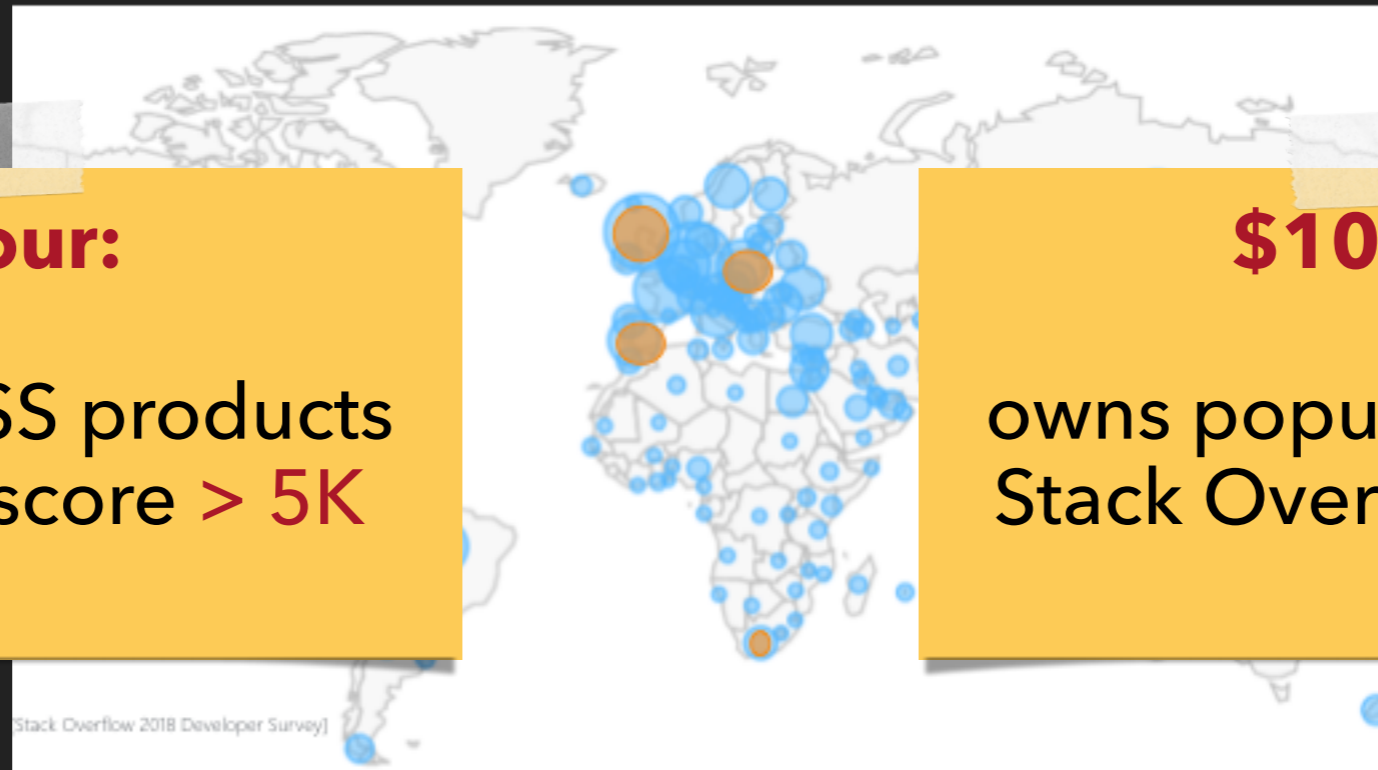 our:
SS products
score > 5K
$10
owns popu
Stack Over
[Stack Overflow 2018 Developer Survey]